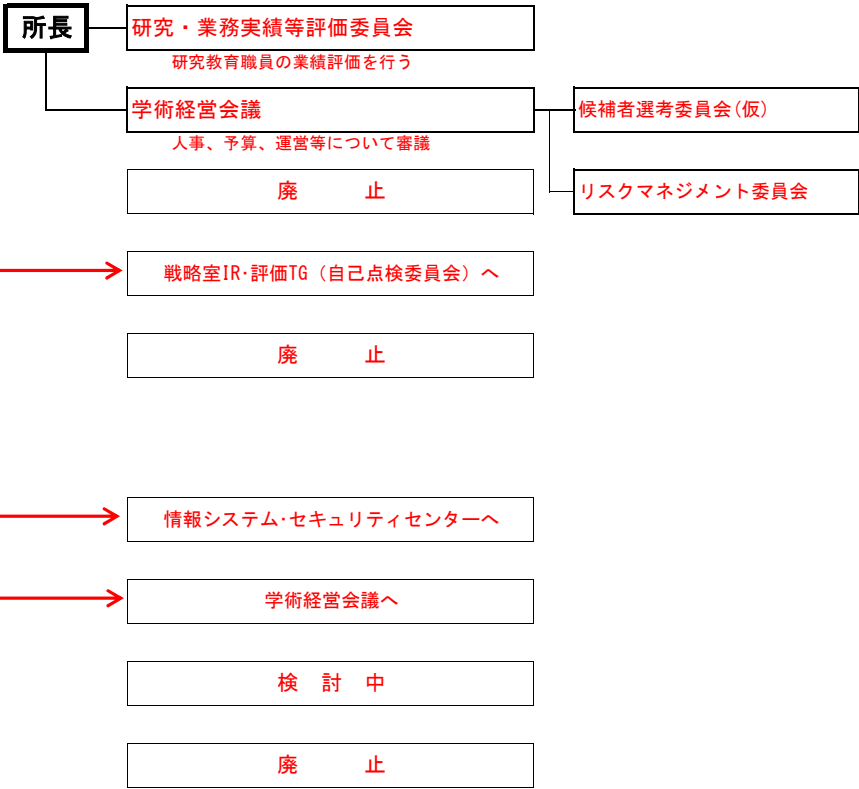 所長
研究・業務実績等評価委員会
研究教育職員の業績評価を行う
学術経営会議
候補者選考委員会(仮)
人事、予算、運営等について審議
廃　　　止
リスクマネジメント委員会
戦略室IR･評価TG（自己点検委員会）へ
廃　　　止
情報システム･セキュリティセンターへ
学術経営会議へ
検　討　中
廃　　　止